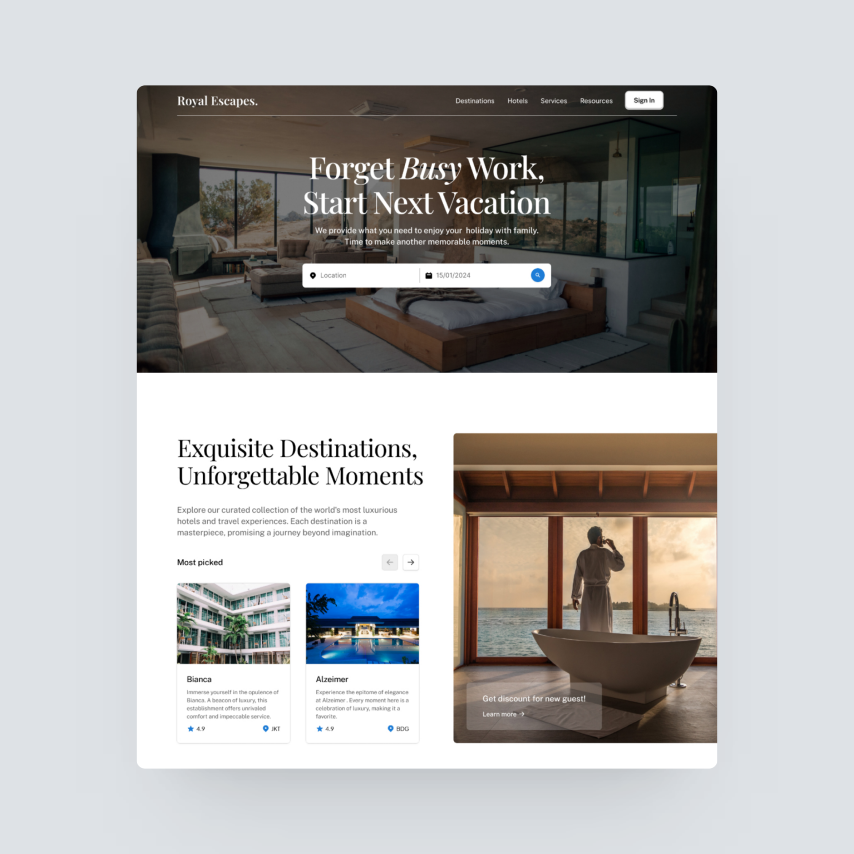 Royal Escapes.
Destinations Hotels Services Resources Sign In
Forget Busy Work,
Start Next Vacation
We provide what you need to enjoy your holiday with family.
Time to make another memorable moments.
Location 15/01/2024
Exquisite Destinations,
Unforgettable Moments
Explore our curated collection of the world's most luxurious
hotels and travel experiences. Each destination is a
masterpiece, promising a journey beyond imagination.
Most picked
Bianca
Immerse yourself in the opulence of
Bianca. A beacon of luxury, this
establishment offers unrivaled
comfort and impeccable service.
4.9 JKT
Alzeimer
Experience the epitome of elegance
at Alzeimer . Every moment here is a
celebration of luxury, making it a
favorite.
4.9 BDG
Get discount for new guest!
Learn more →